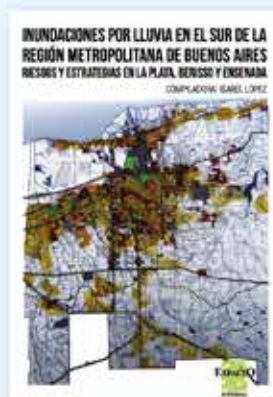 INUNDACIONES POR LLUVIA EN EL SUR DE LA
REGIÓN METROPOLITANA DE BUENOS AIRES
RIESGOS Y ESTRATEGIAS EN LA PLATA, BERISSO Y ENSENADA
COMPILADORA: ISABEL LÓPEZ
ESPACIO